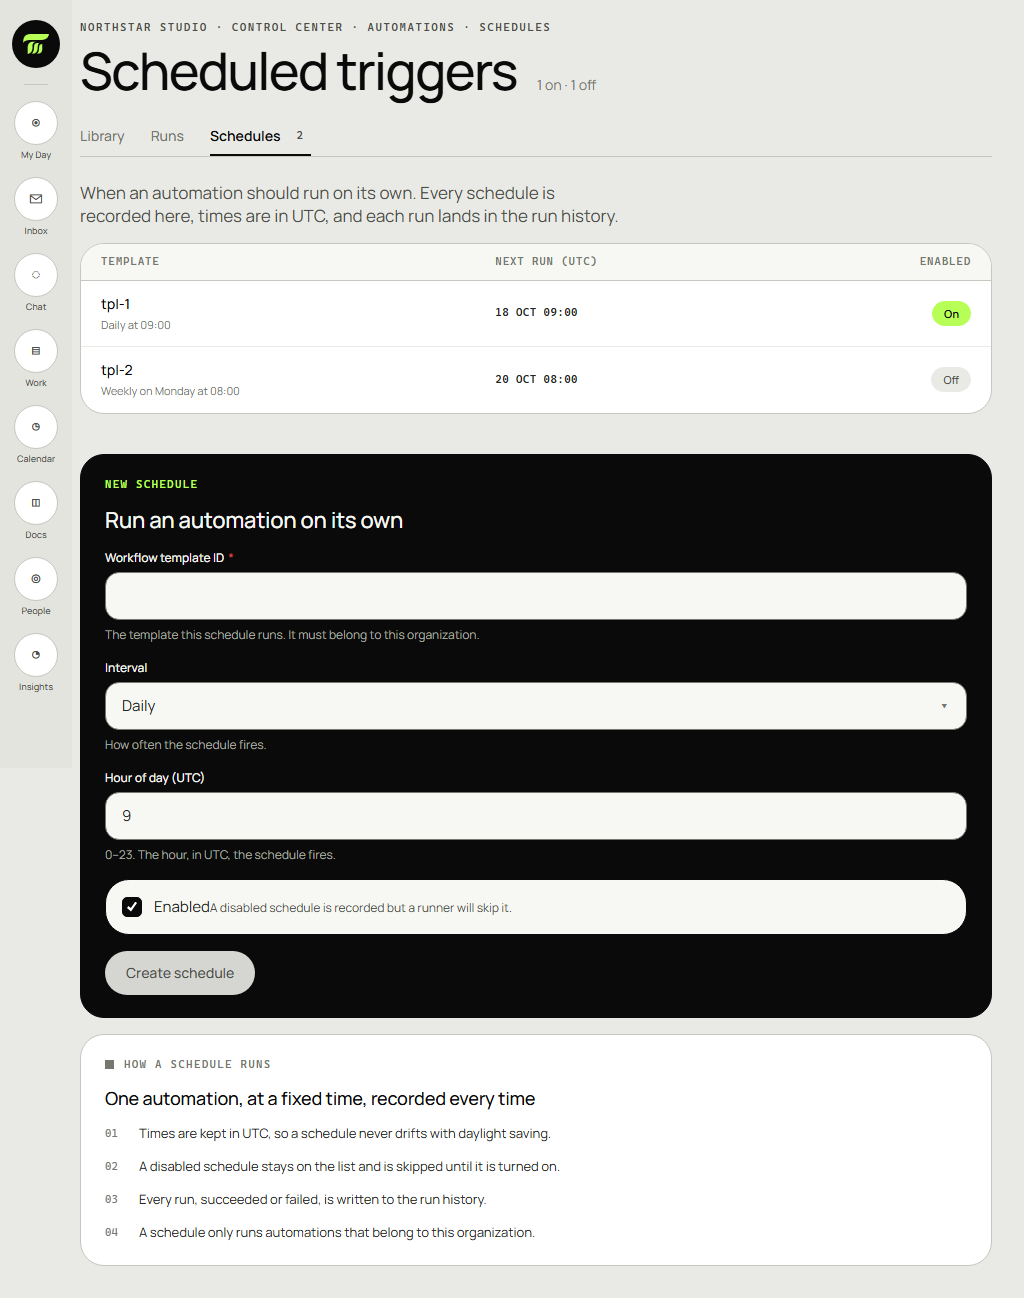 NORTHSTAR STUDIO · CONTROL CENTER · AUTOMATIONS · SCHEDULES
Scheduled triggers
1 on · 1 off
Library
Runs
Schedules
2
When an automation should run on its own. Every schedule is
recorded here, times are in UTC, and each run lands in the run history.
TEMPLATE
NEXT RUN (UTC)
ENABLED
tpl-1
Daily at 09:00
18 OCT 09:00
On
tpl-2
Weekly on Monday at 08:00
20 OCT 08:00
Off
NEW SCHEDULE
Run an automation on its own
Workflow template ID *
The template this schedule runs. It must belong to this organization.
Interval
Daily
How often the schedule fires.
Hour of day (UTC)
9
0–23. The hour, in UTC, the schedule fires.
Enabled
A disabled schedule is recorded but a runner will skip it.
Create schedule
HOW A SCHEDULE RUNS
One automation, at a fixed time, recorded every time
01 Times are kept in UTC, so a schedule never drifts with daylight saving.
02 A disabled schedule stays on the list and is skipped until it is turned on.
03 Every run, succeeded or failed, is written to the run history.
04 A schedule only runs automations that belong to this organization.
My Day
Inbox
Chat
Work
Calendar
Docs
People
Insights